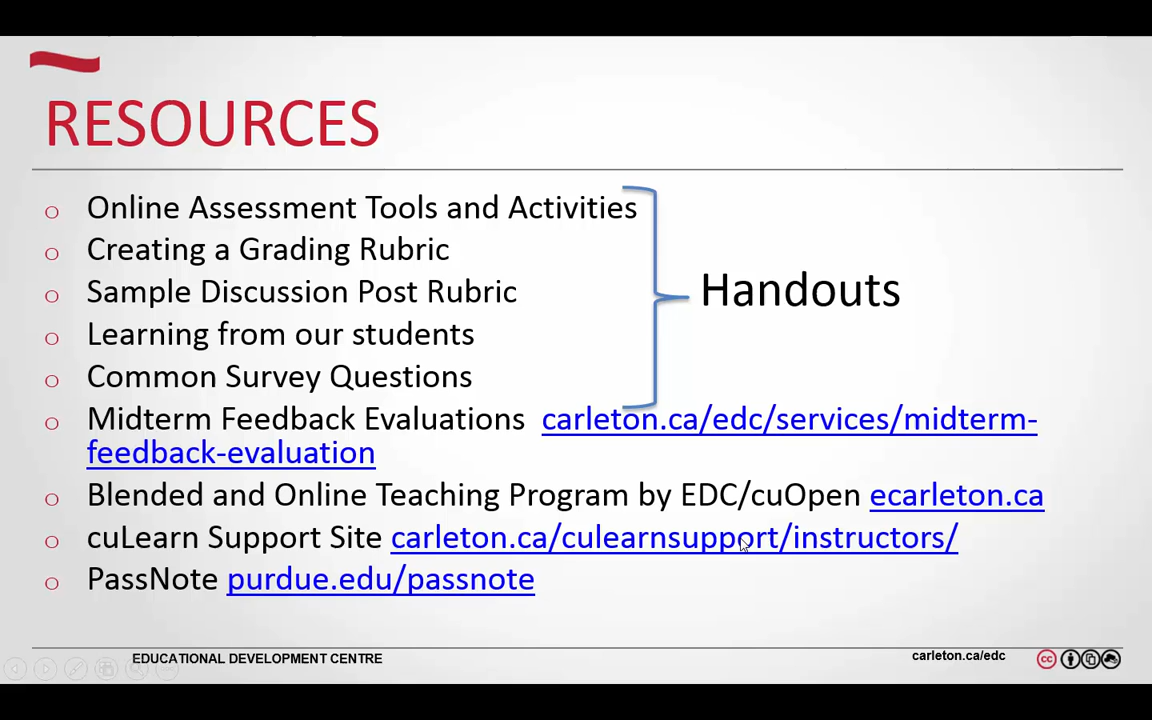 RESOURCES
o Online Assessment Tools and Activities
o Creating a Grading Rubric
o Sample Discussion Post Rubric
Handouts
o Learning from our students
o Common Survey Questions
o Midterm Feedback Evaluations carleton.ca/edc/services/midterm-
feedback-evaluation
o Blended and Online Teaching Program by EDC/cuOpen ecarleton.ca
o cuLearn Support Site carleton.ca/culearnsupport/instructors/
o PassNote purdue.edu/passnote
EDUCATIONAL DEVELOPMENT CENTRE
carleton.ca/edc
cc